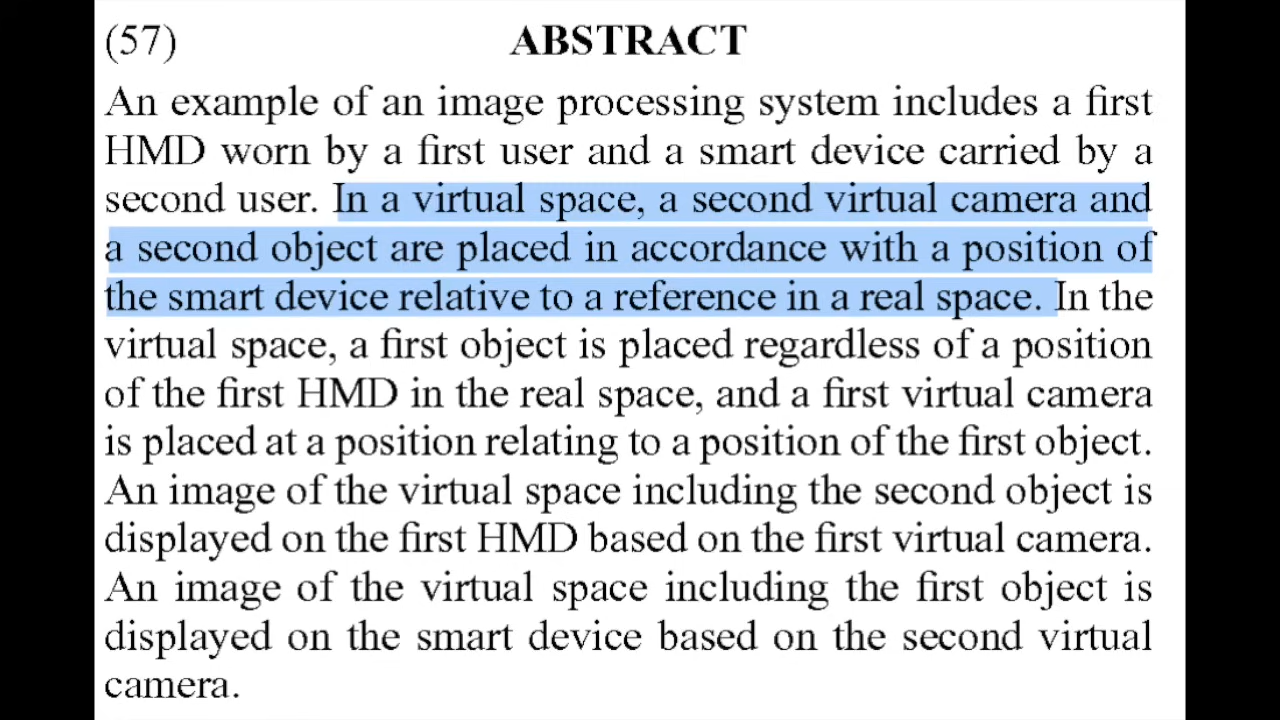 (57) ABSTRACT
An example of an image processing system includes a first
HMD worn by a first user and a smart device carried by a
second user. In a virtual space, a second virtual camera and
a second object are placed in accordance with a position of
the smart device relative to a reference in a real space. In the
virtual space, a first object is placed regardless of a position
of the first HMD in the real space, and a first virtual camera
is placed at a position relating to a position of the first object.
An image of the virtual space including the second object is
displayed on the first HMD based on the first virtual camera.
An image of the virtual space including the first object is
displayed on the smart device based on the second virtual
camera.